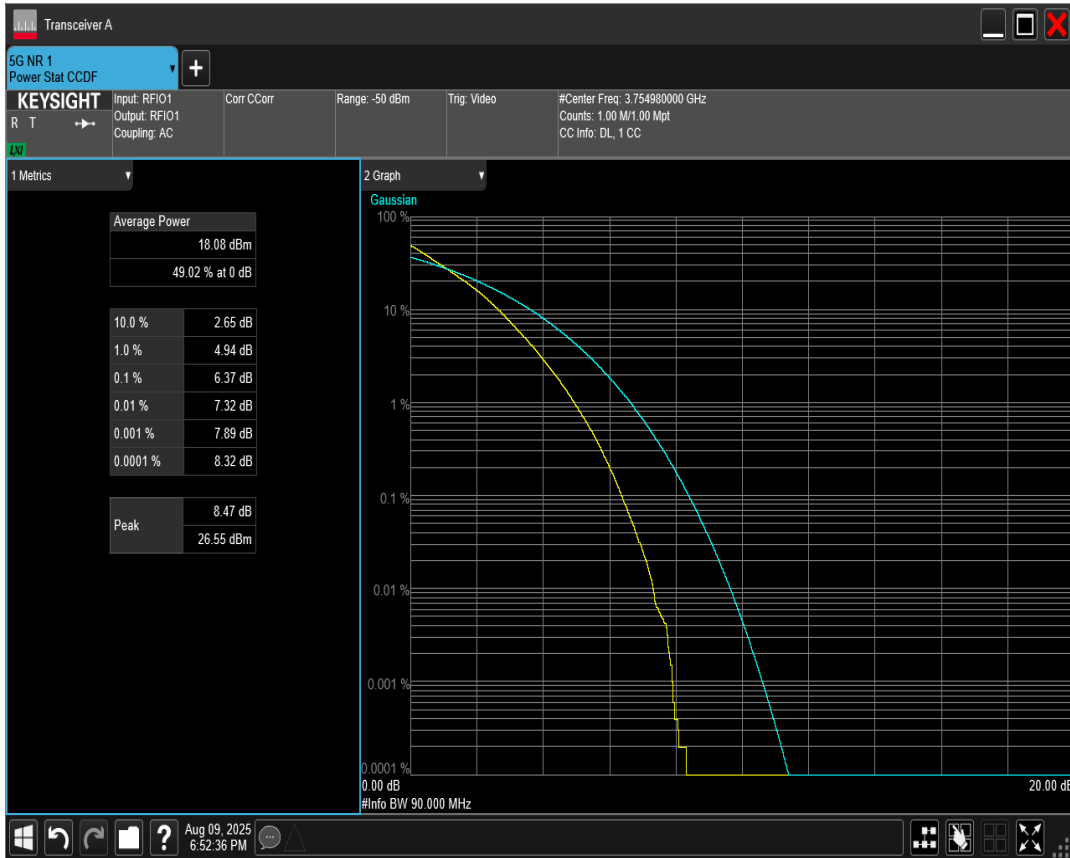 Transceiver A
5G NR 1
Power Stat CCDF
KEYSIGHT
R T
LXI
Input: RFIO1
Output: RFIO1
Coupling: AC
Corr CCorr
Range: -50 dBm
Trig: Video
#Center Freq: 3.754980000 GHz
Counts: 1.00 M/1.00 Mpt
CC Info: DL, 1 CC
1 Metrics
Average Power
18.08 dBm
49.02 % at 0 dB
10.0 % 2.65 dB
1.0 % 4.94 dB
0.1 % 6.37 dB
0.01 % 7.32 dB
0.001 % 7.89 dB
0.0001 % 8.32 dB
Peak 8.47 dB
26.55 dBm
2 Graph
Gaussian
100 %
10 %
1 %
0.1 %
0.01 %
0.001 %
0.0001 %
0.00 dB 20.00 dB
#Info BW 90.000 MHz
? Aug 09, 2025
6:52:36 PM